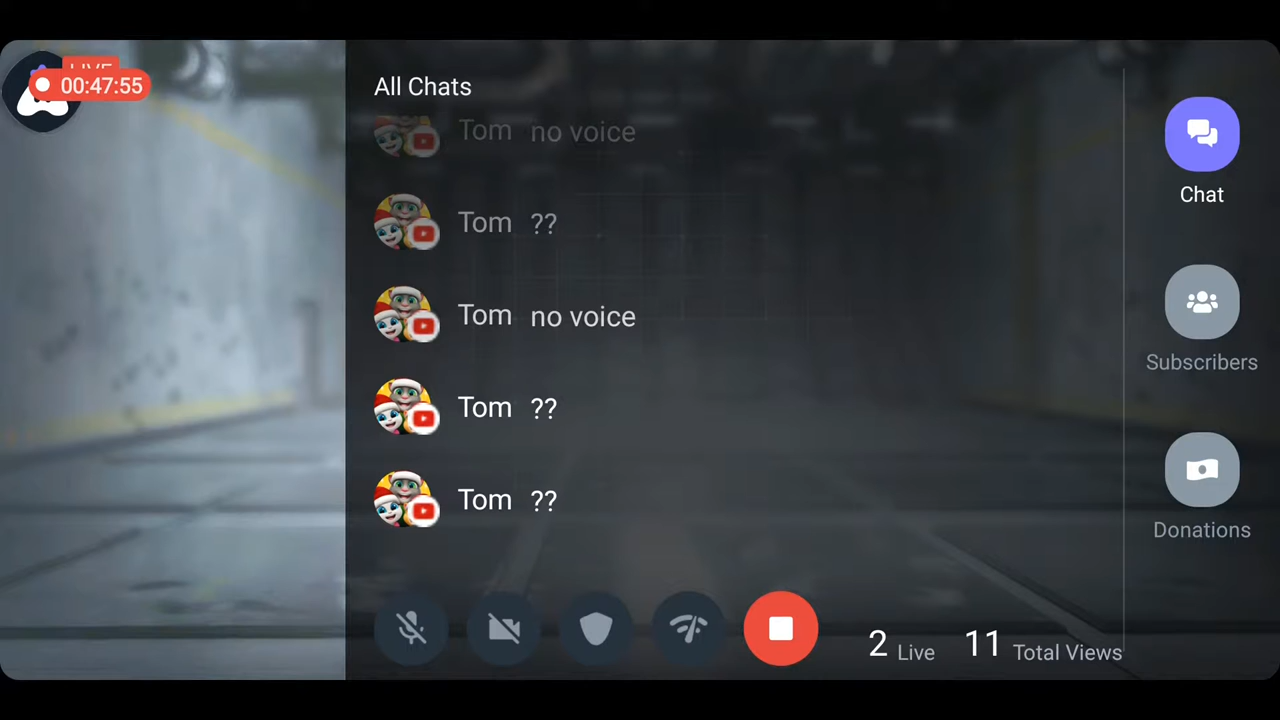 LIVE
00:47:55
All Chats
Tom no voice
Tom ??
Tom no voice
Tom ??
Tom ??
Chat
Subscribers
Donations
2 Live 11 Total Views